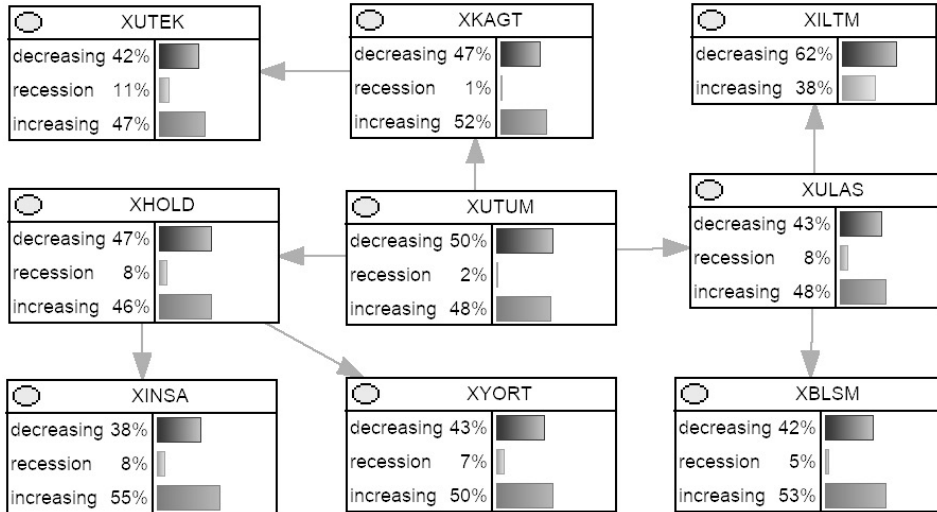 XUTEK
decreasing 42%
recession 11%
increasing 47%
XKAGT
decreasing 47%
recession 1%
increasing 52%
XILTM
decreasing 62%
increasing 38%
XHOLD
decreasing 47%
recession 8%
increasing 46%
XUTUM
decreasing 50%
recession 2%
increasing 48%
XULAS
decreasing 43%
recession 8%
increasing 48%
XINSA
decreasing 38%
recession 8%
increasing 55%
XYORT
decreasing 43%
recession 7%
increasing 50%
XBLSM
decreasing 42%
recession 5%
increasing 53%